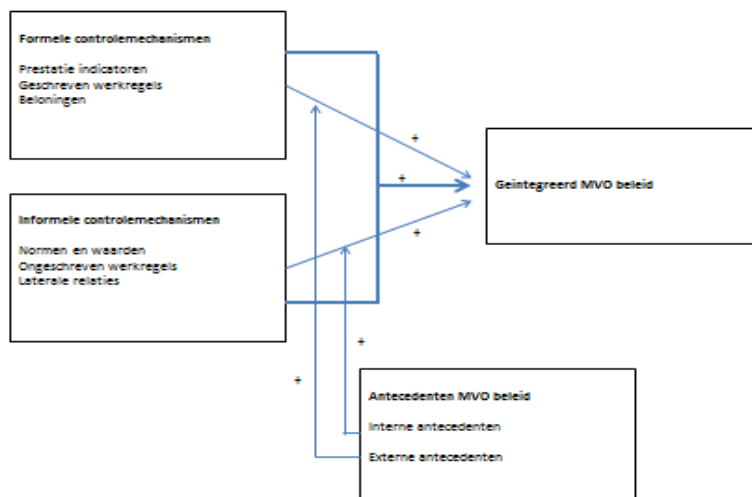 Formele controlemechanismen
Prestatie indicatoren
Geschreven werkregels
Beloningen
+
Geintegreerd MVO beleid
+
Informele controlemechanismen
Normen en waarden
Ongeschreven werkregels
Laterale relaties
+
+
+
Antecedenten MVO beleid
Interne antecedenten
Externe antecedenten